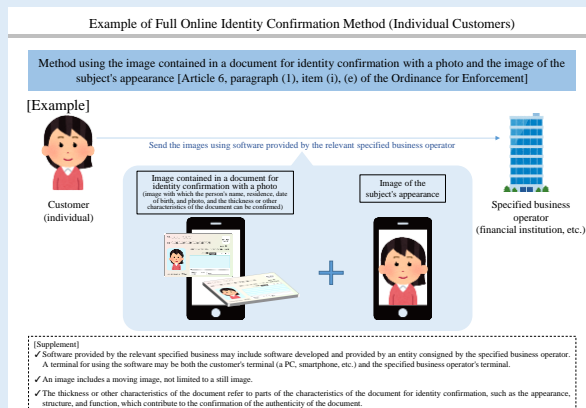 Example of Full Online Identity Confirmation Method (Individual Customers)
Method using the image contained in a document for identity confirmation with a photo and the image of the
subject's appearance [Article 6, paragraph (1), item (i), (e) of the Ordinance for Enforcement]
[Example]
Send the images using software provided by the relevant specified business operator
Image contained in a document for
identity confirmation with a photo
(image with which the person's name, residence, date
of birth, and photo, and the thickness or other
characteristics of the document can be confirmed)
Image of the
subject's appearance
Customer
(individual)
Specified business
operator
(financial institution, etc.)
[Supplement]
✓ Software provided by the relevant specified business may include software developed and provided by an entity consigned by the specified business operator.
A terminal for using the software may be both the customer's terminal (a PC, smartphone, etc.) and the specified business operator's terminal.
✓ An image includes a moving image, not limited to a still image.
✓ The thickness or other characteristics of the document refer to parts of the characteristics of the document for identity confirmation, such as the appearance,
structure, and function, which contribute to the confirmation of the authenticity of the document.